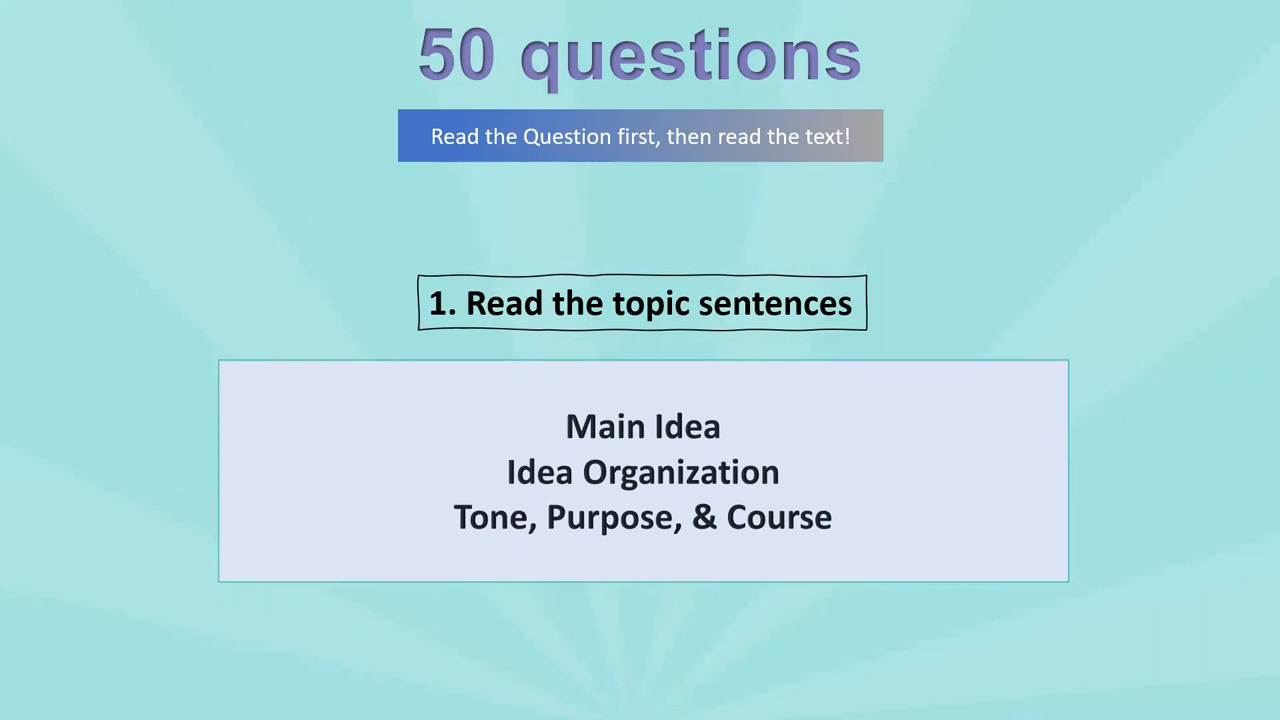 50 questions
Read the Question first, then read the text!
1. Read the topic sentences
Main Idea
Idea Organization
Tone, Purpose, & Course